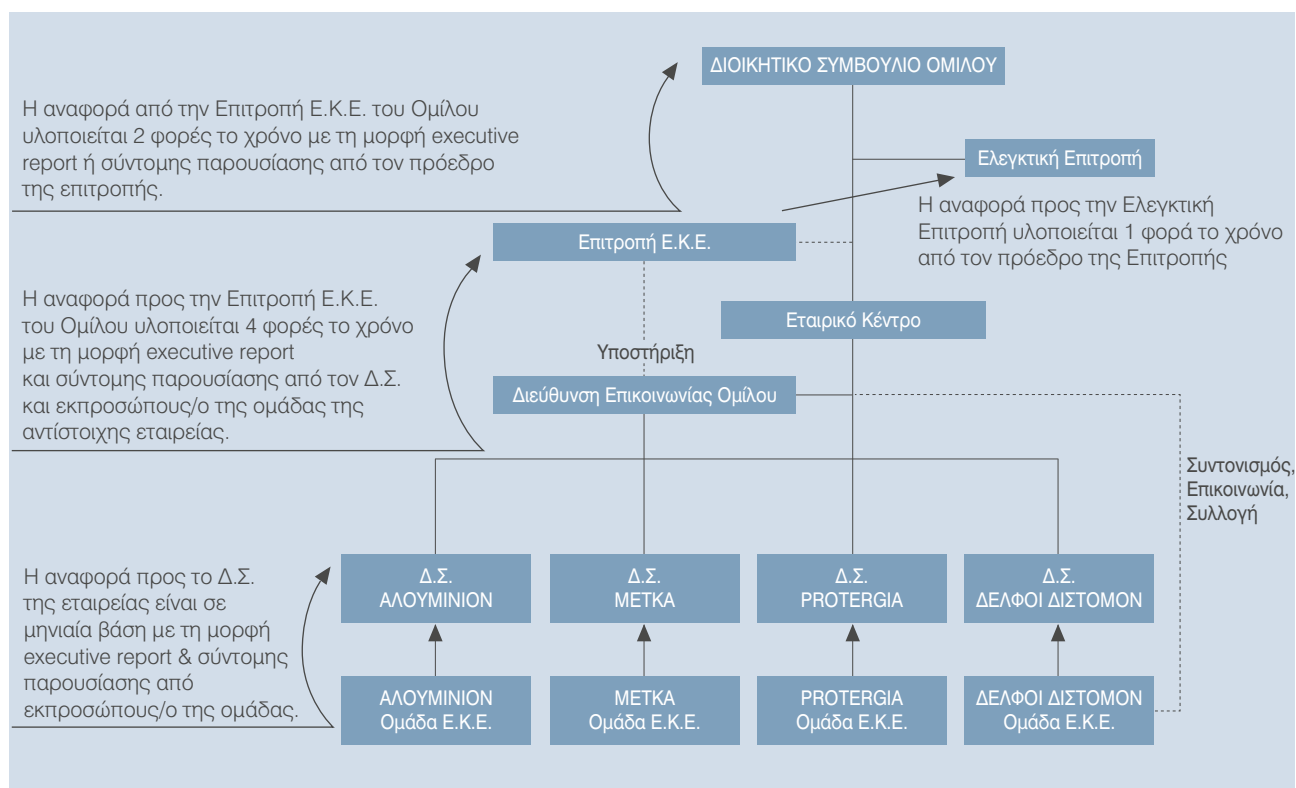 ΔΙΟΙΚΗΤΙΚΟ ΣΥΜΒΟΥΛΙΟ ΟΜΙΛΟΥ
Η αναφορά από την Επιτροπή Ε.Κ.Ε. του Ομίλου
υλοποιείται 2 φορές το χρόνο με τη μορφή executive
report ή σύντομης παρουσίασης από τον πρόεδρο
της επιτροπής.
Ελεγκτική Επιτροπή
Η αναφορά προς την Ελεγκτική
Επιτροπή υλοποιείται 1 φορά το χρόνο
από τον πρόεδρο της Επιτροπής
Επιτροπή Ε.Κ.Ε.
Η αναφορά προς την Επιτροπή Ε.Κ.Ε.
του Ομίλου υλοποιείται 4 φορές το χρόνο
με τη μορφή executive report
και σύντομης παρουσίασης από τον Δ.Σ.
και εκπροσώπους/ο της ομάδας της
αντίστοιχης εταιρείας.
Εταιρικό Κέντρο
Υποστήριξη
Διεύθυνση Επικοινωνίας Ομίλου
Συντονισμός,
Επικοινωνία,
Συλλογή
Η αναφορά προς το Δ.Σ.
της εταιρείας είναι σε
μηνιαία βάση με τη μορφή
executive report & σύντομης
παρουσίασης από
εκπροσώπους/ο της ομάδας.
Δ.Σ.
ΑΛΟΥΜΙΝΙΟΝ
Δ.Σ.
ΜΕΤΚΑ
Δ.Σ.
PROTERGIA
Δ.Σ.
ΔΕΛΦΟΙ ΔΙΣΤΟΜΟΝ
ΑΛΟΥΜΙΝΙΟΝ
Ομάδα Ε.Κ.Ε.
ΜΕΤΚΑ
Ομάδα Ε.Κ.Ε.
PROTERGIA
Ομάδα Ε.Κ.Ε.
ΔΕΛΦΟΙ ΔΙΣΤΟΜΟΝ
Ομάδα Ε.Κ.Ε.